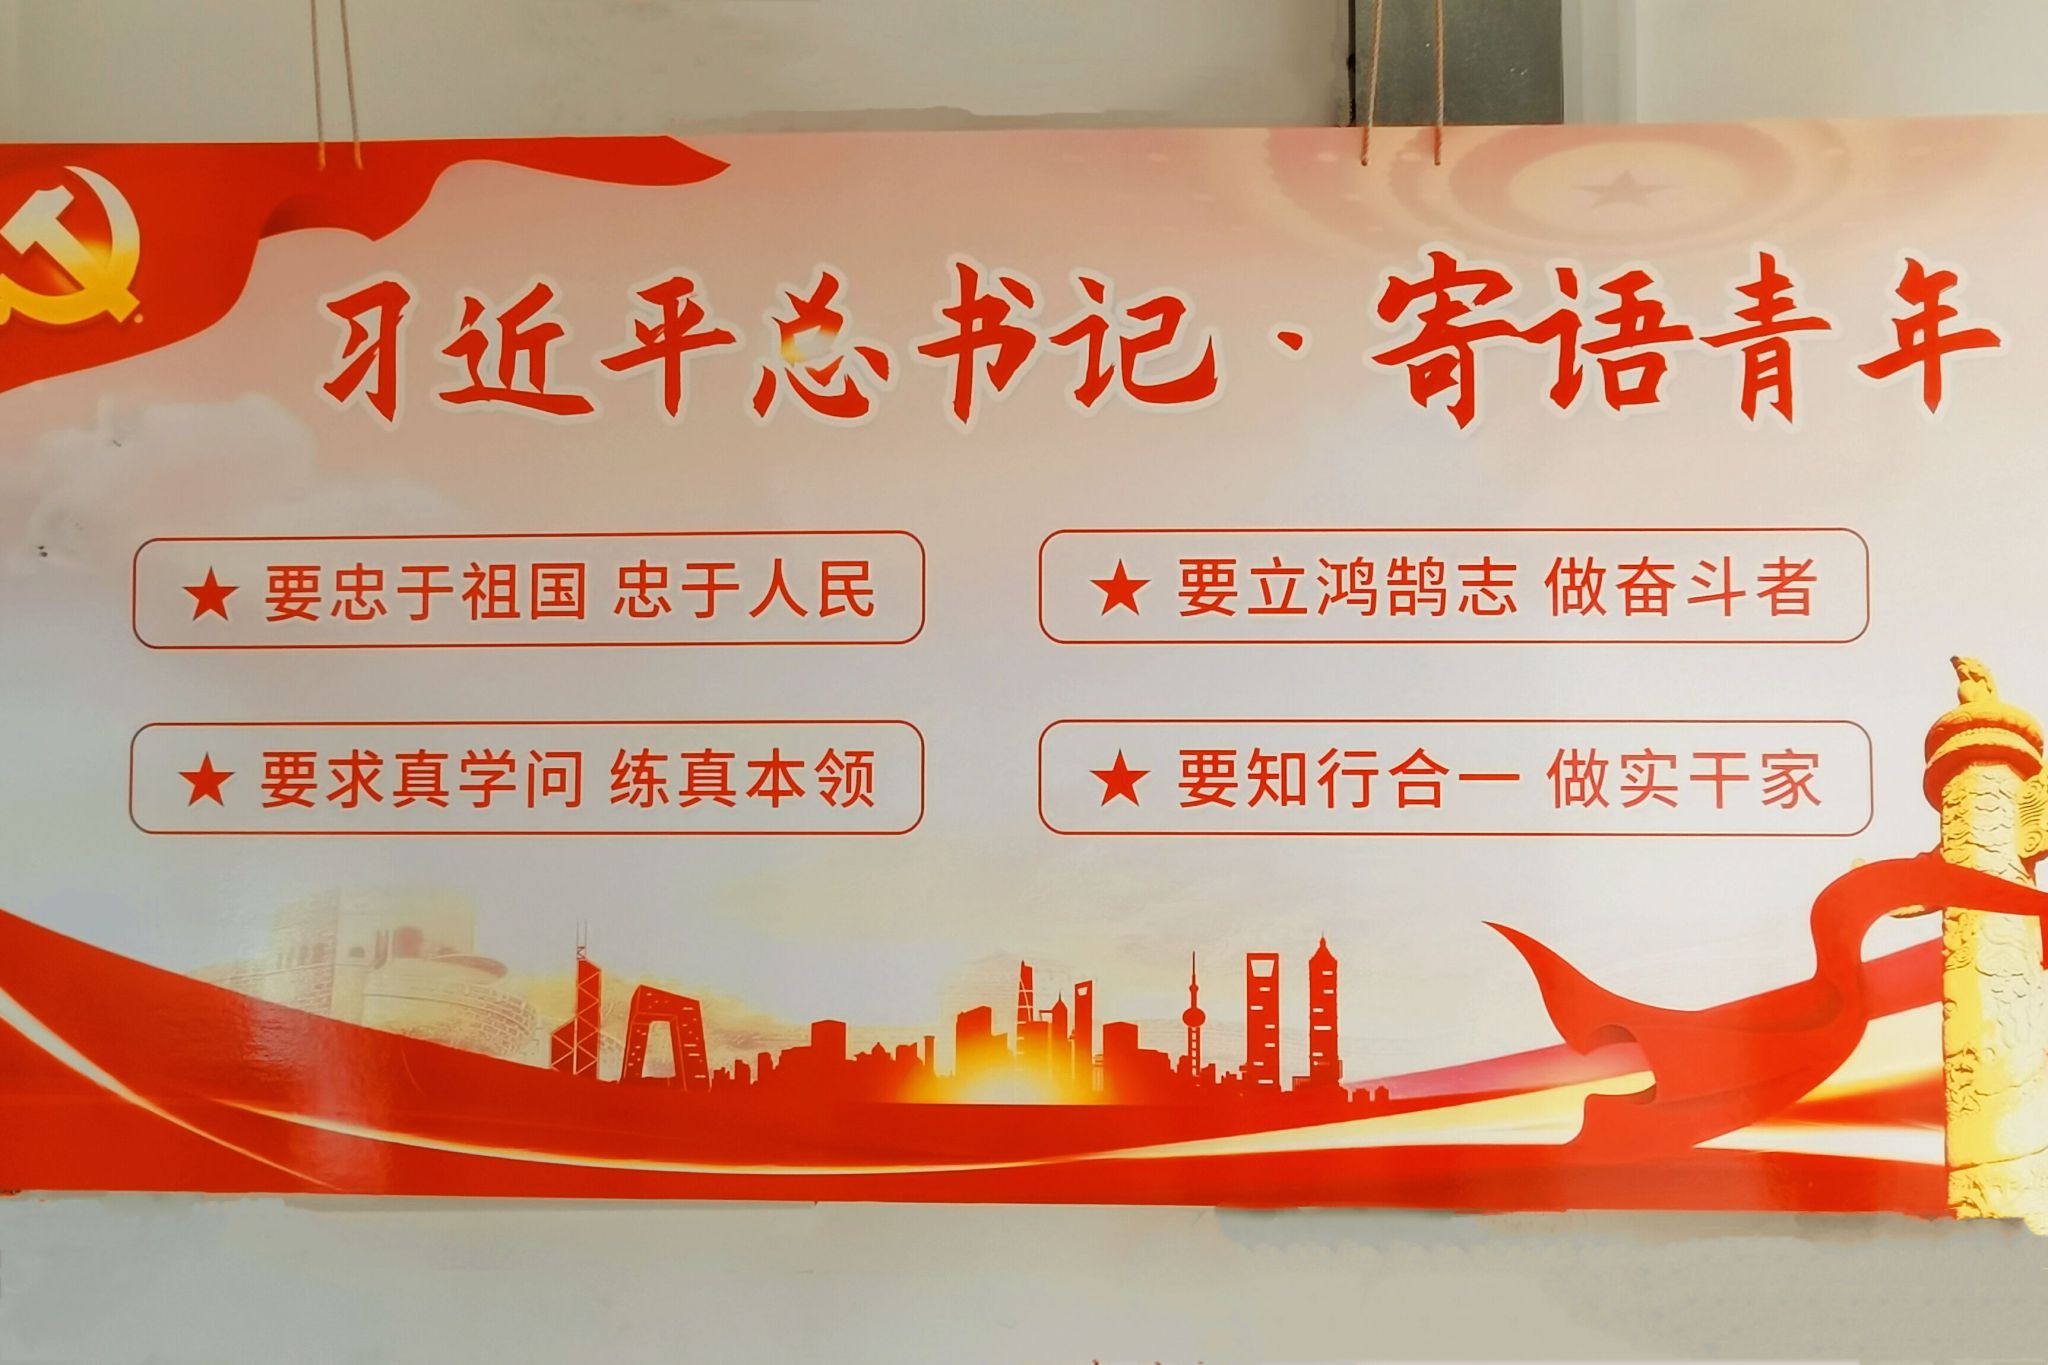 习近平总书记·寄语青年
★ 要忠于祖国 忠于人民
★ 要立鸿鹄志 做奋斗者
★ 要求真学问 练真本领
★ 要知行合一 做实干家